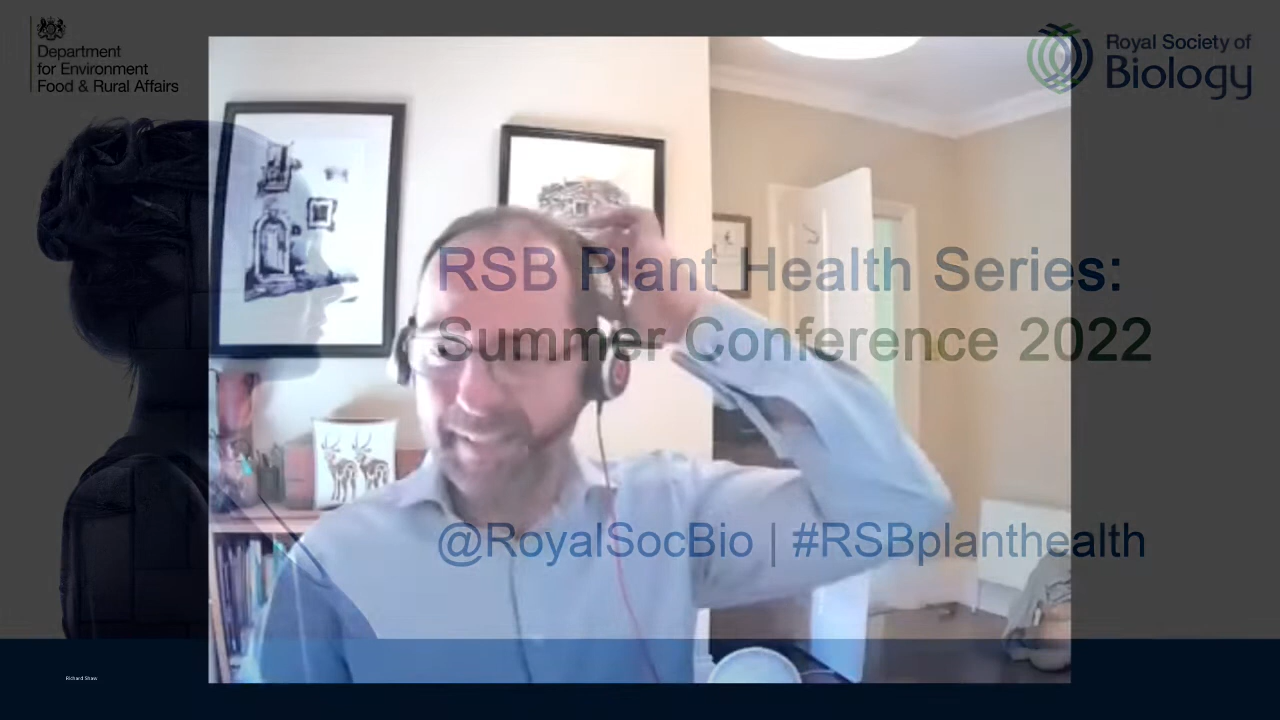 Department
for Environment
Food & Rural Affairs
Royal Society of
Biology
RSB Plant Health Series:
Summer Conference 2022
@RoyalSocBio | #RSBplanthealth
Richard Shaw